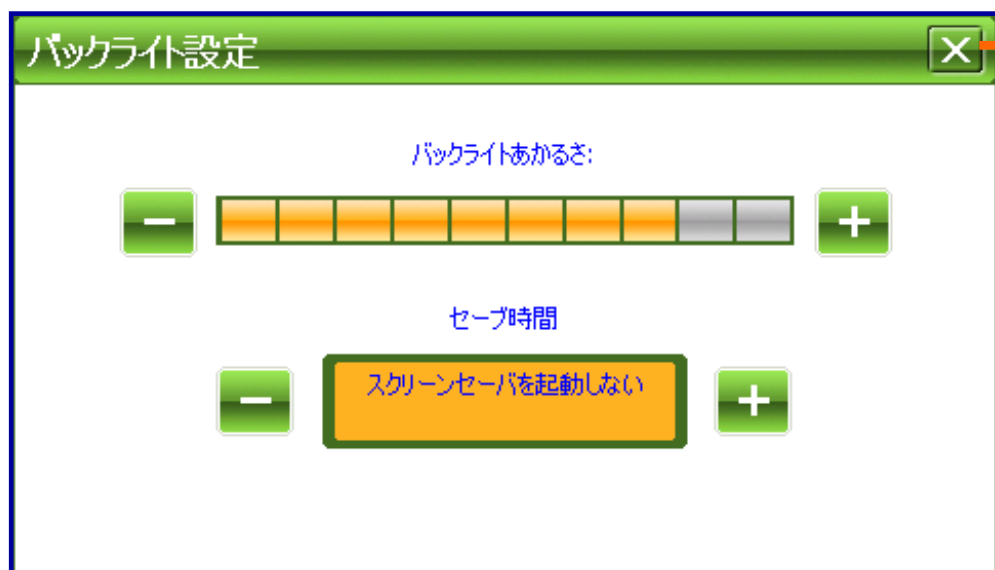 バックライト設定
バックライトあかるさ:
セーブ時間
スクリーンセーバを起動しない